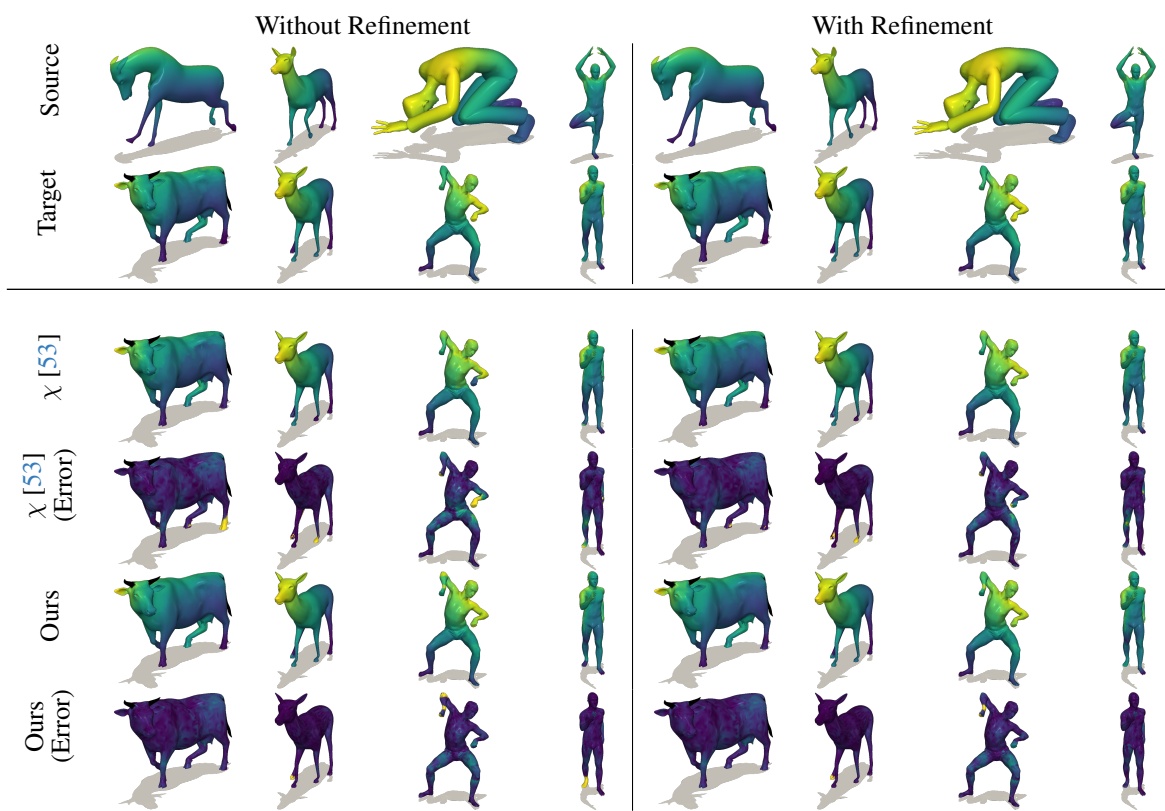 Without Refinement
With Refinement
Source
Target
χ [53]
χ [53]
(Error)
Ours
Ours
(Error)